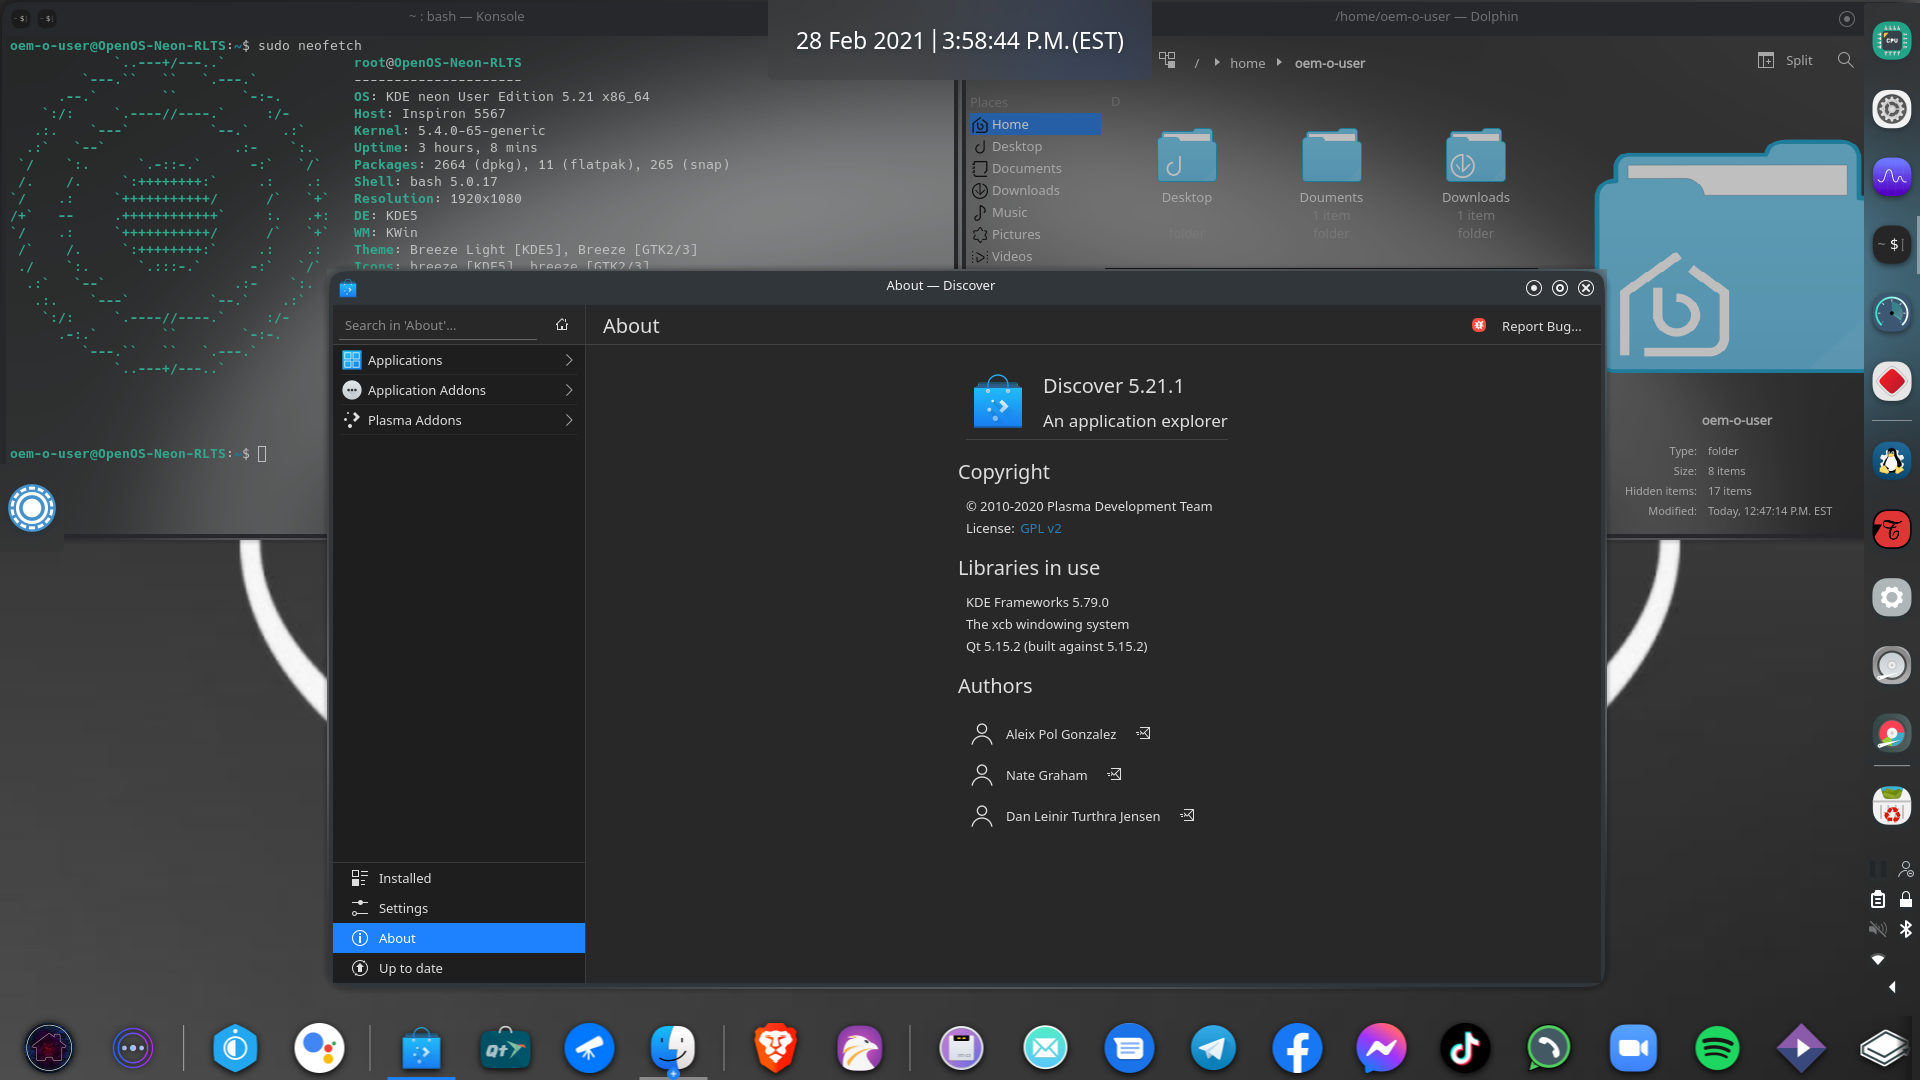 ~ : bash — Konsole
28 Feb 2021 | 3:58:44 P.M.(EST)
/home/oem-o-user — Dolphin
oem-o-user@OpenOS-Neon-RLTS:~$ sudo neofetch
root@OpenOS-Neon-RLTS
---------------------
OS: KDE neon User Edition 5.21 x86_64
Host: Inspiron 5567
Kernel: 5.4.0-65-generic
Uptime: 3 hours, 8 mins
Packages: 2664 (dpkg), 11 (flatpak), 265 (snap)
Shell: bash 5.0.17
Resolution: 1920x1080
DE: KDE5
WM: KWin
Theme: Breeze Light [KDE5], Breeze [GTK2/3]
Icons: breeze [KDE5], breeze [GTK2/3]
oem-o-user@OpenOS-Neon-RLTS:~$
/ home oem-o-user
Split
Places
D
Home
Desktop
Documents
Downloads
Music
Pictures
Videos
Desktop
folder
Douments
1 item
folder
Downloads
1 item
folder
oem-o-user
Type: folder
Size: 8 items
Hidden items: 17 items
Modified: Today, 12:47:14 P.M. EST
CPU
~ $|
About — Discover
Search in 'About'...
About
Report Bug...
Applications
Application Addons
Plasma Addons
Discover 5.21.1
An application explorer
Copyright
© 2010-2020 Plasma Development Team
License: GPL v2
Libraries in use
KDE Frameworks 5.79.0
The xcb windowing system
Qt 5.15.2 (built against 5.15.2)
Authors
Aleix Pol Gonzalez
Nate Graham
Dan Leinir Turthra Jensen
Installed
Settings
About
Up to date
Qt